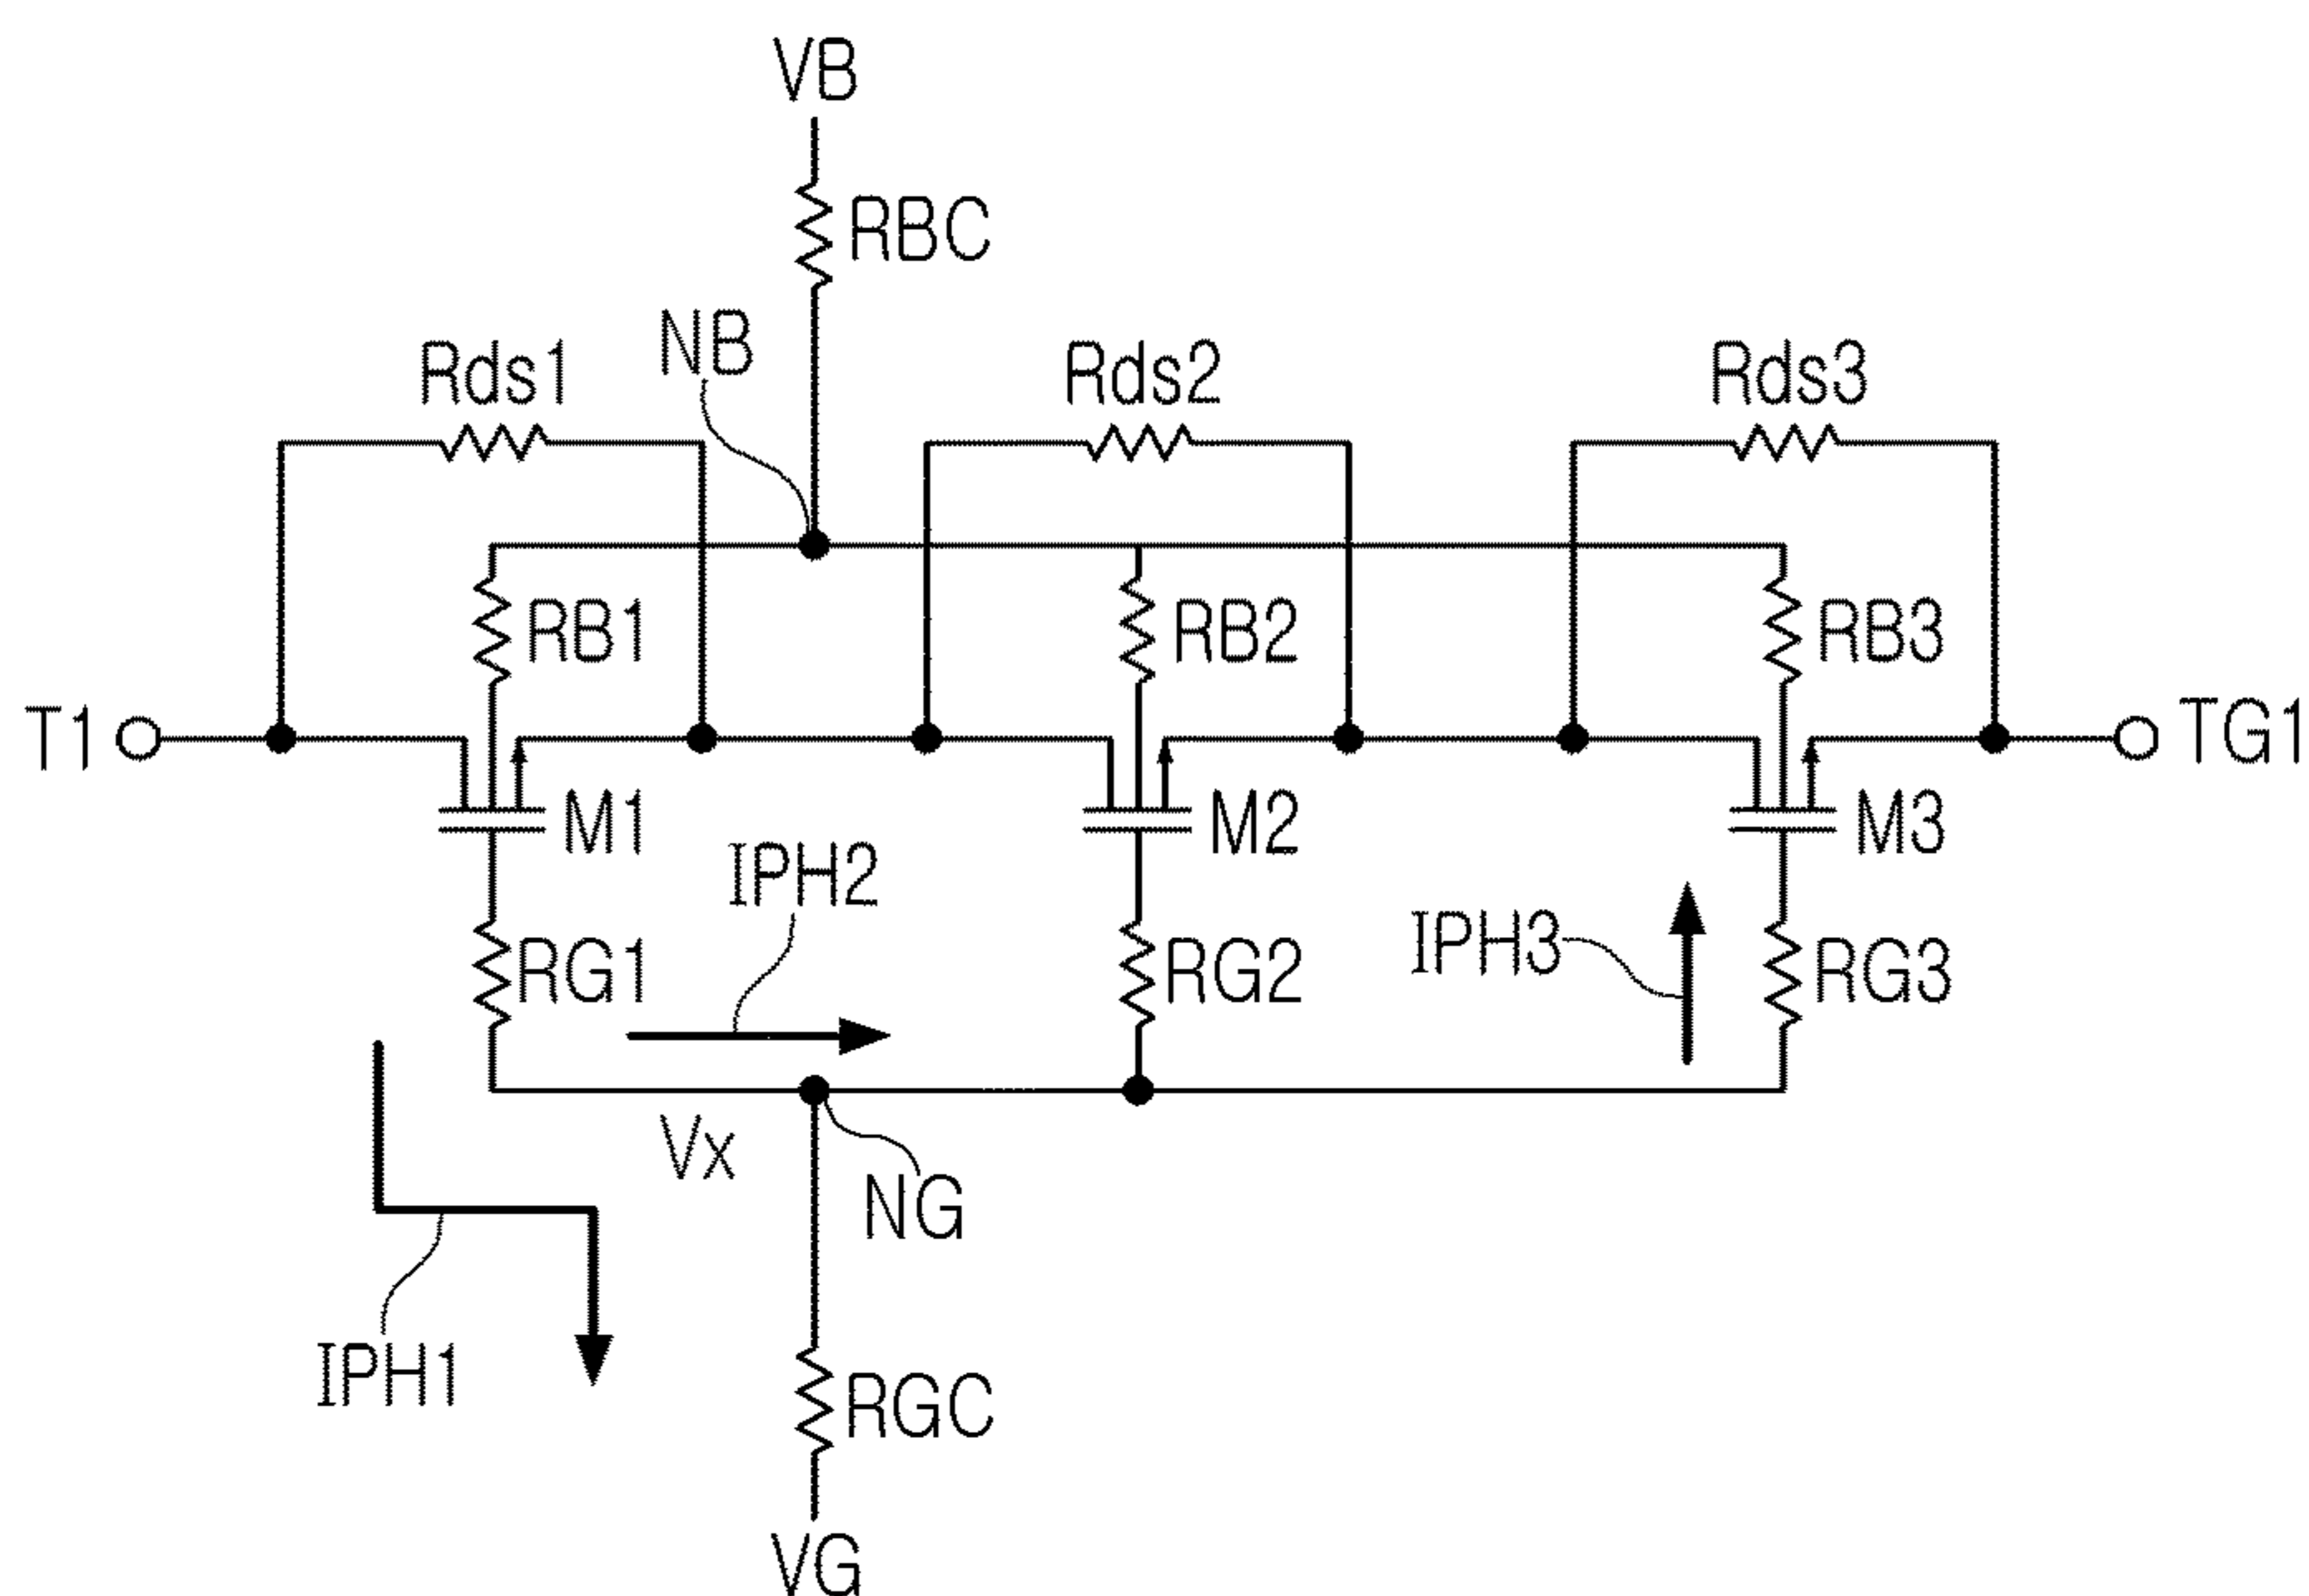 VB
RBC
NB
Rds1
Rds2
Rds3
RB1
RB2
RB3
T1
TG1
M1
M2
M3
IPH2
IPH3
RG1
RG2
RG3
Vx
NG
IPH1
RGC
VG